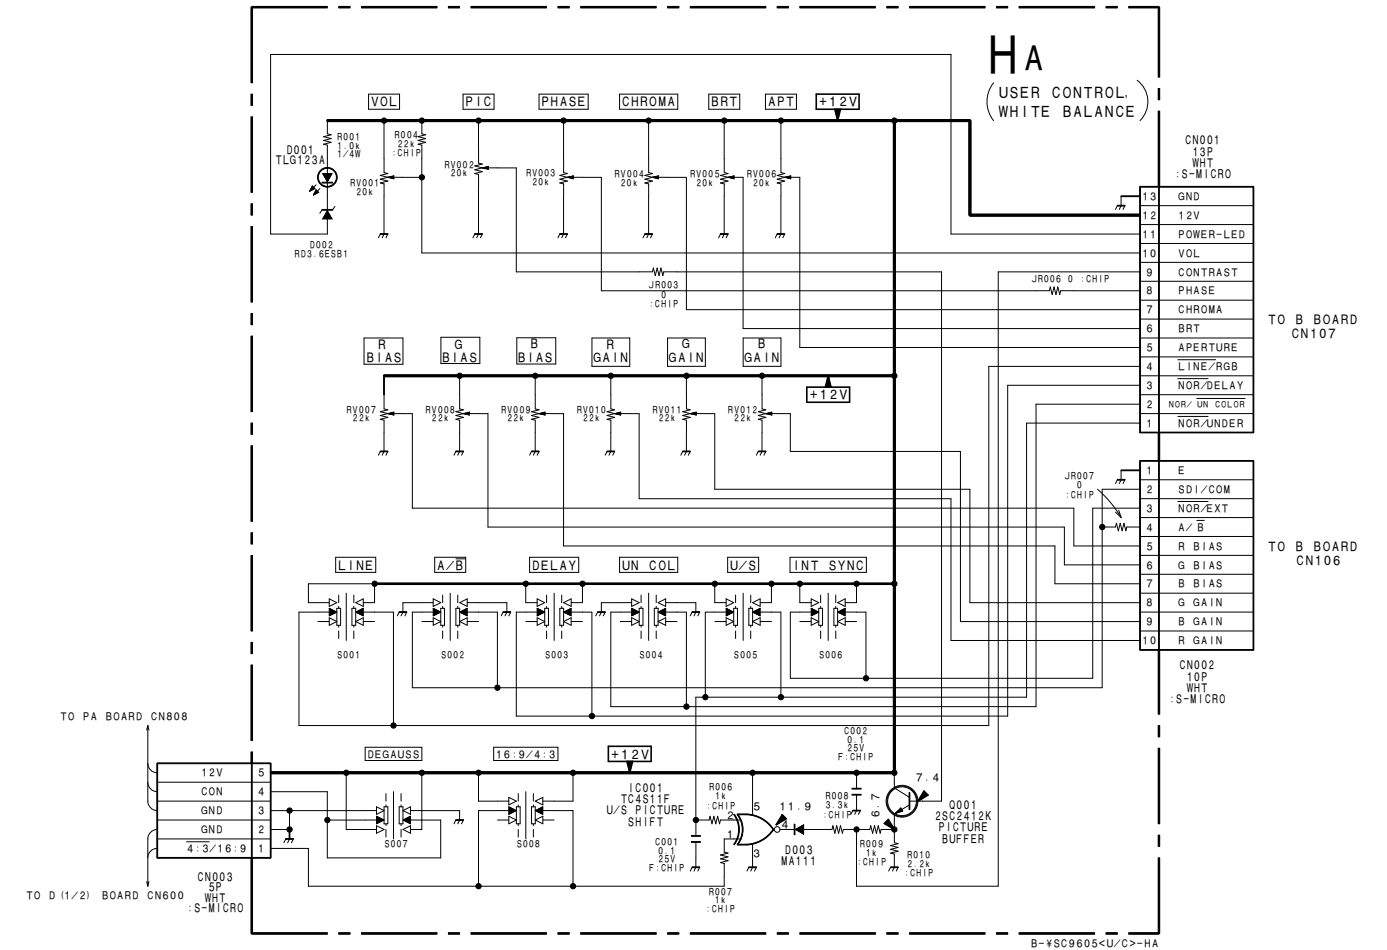 HA
(USER CONTROL,
WHITE BALANCE)
VOL
PIC
PHASE
CHROMA
BRT
APT
+12V
R001
1.0k
1/4W
R004
22k
:CHIP
D001
TLG123A
D002
RD3.6ESB1
RV001
20k
RV002
20k
RV003
20k
RV004
20k
RV005
20k
RV006
20k
JR003
0
:CHIP
JR006 0 :CHIP
CN001
13P
WHT
:S-MICRO
13 GND
12 12V
11 POWER-LED
10 VOL
9 CONTRAST
8 PHASE
7 CHROMA
6 BRT
5 APERTURE
4 LINE/RGB
3 NOR/DELAY
2 NOR/ UN COLOR
1 NOR/UNDER
TO B BOARD
CN107
R
BIAS
G
BIAS
B
BIAS
R
GAIN
G
GAIN
B
GAIN
+12V
RV007
22k
RV008
22k
RV009
22k
RV010
22k
RV011
22k
RV012
22k
JR007
0
:CHIP
1 E
2 SDI/COM
3 NOR/EXT
4 A/B
5 R BIAS
6 G BIAS
7 B BIAS
8 G GAIN
9 B GAIN
10 R GAIN
TO B BOARD
CN106
CN002
10P
WHT
:S-MICRO
LINE
A/B
DELAY
UN COL
U/S
INT SYNC
S001
S002
S003
S004
S005
S006
TO PA BOARD CN808
12V 5
CON 4
GND 3
GND 2
4:3/16:9 1
TO D(1/2) BOARD CN600
CN003
5P
WHT
:S-MICRO
DEGAUSS
16:9/4:3
+12V
S007
S008
IC001
TC4S11F
U/S PICTURE
SHIFT
C001
0.1
25V
F:CHIP
R006
1k
:CHIP
R007
1k
:CHIP
5
2
1
4
3
11.9
D003
MA111
C002
0.1
25V
F:CHIP
R008
3.3k
:CHIP
R009
1k
:CHIP
R010
2.2k
:CHIP
6.7
7.4
Q001
2SC2412K
PICTURE
BUFFER
B-¥SC9605<U/C>-HA